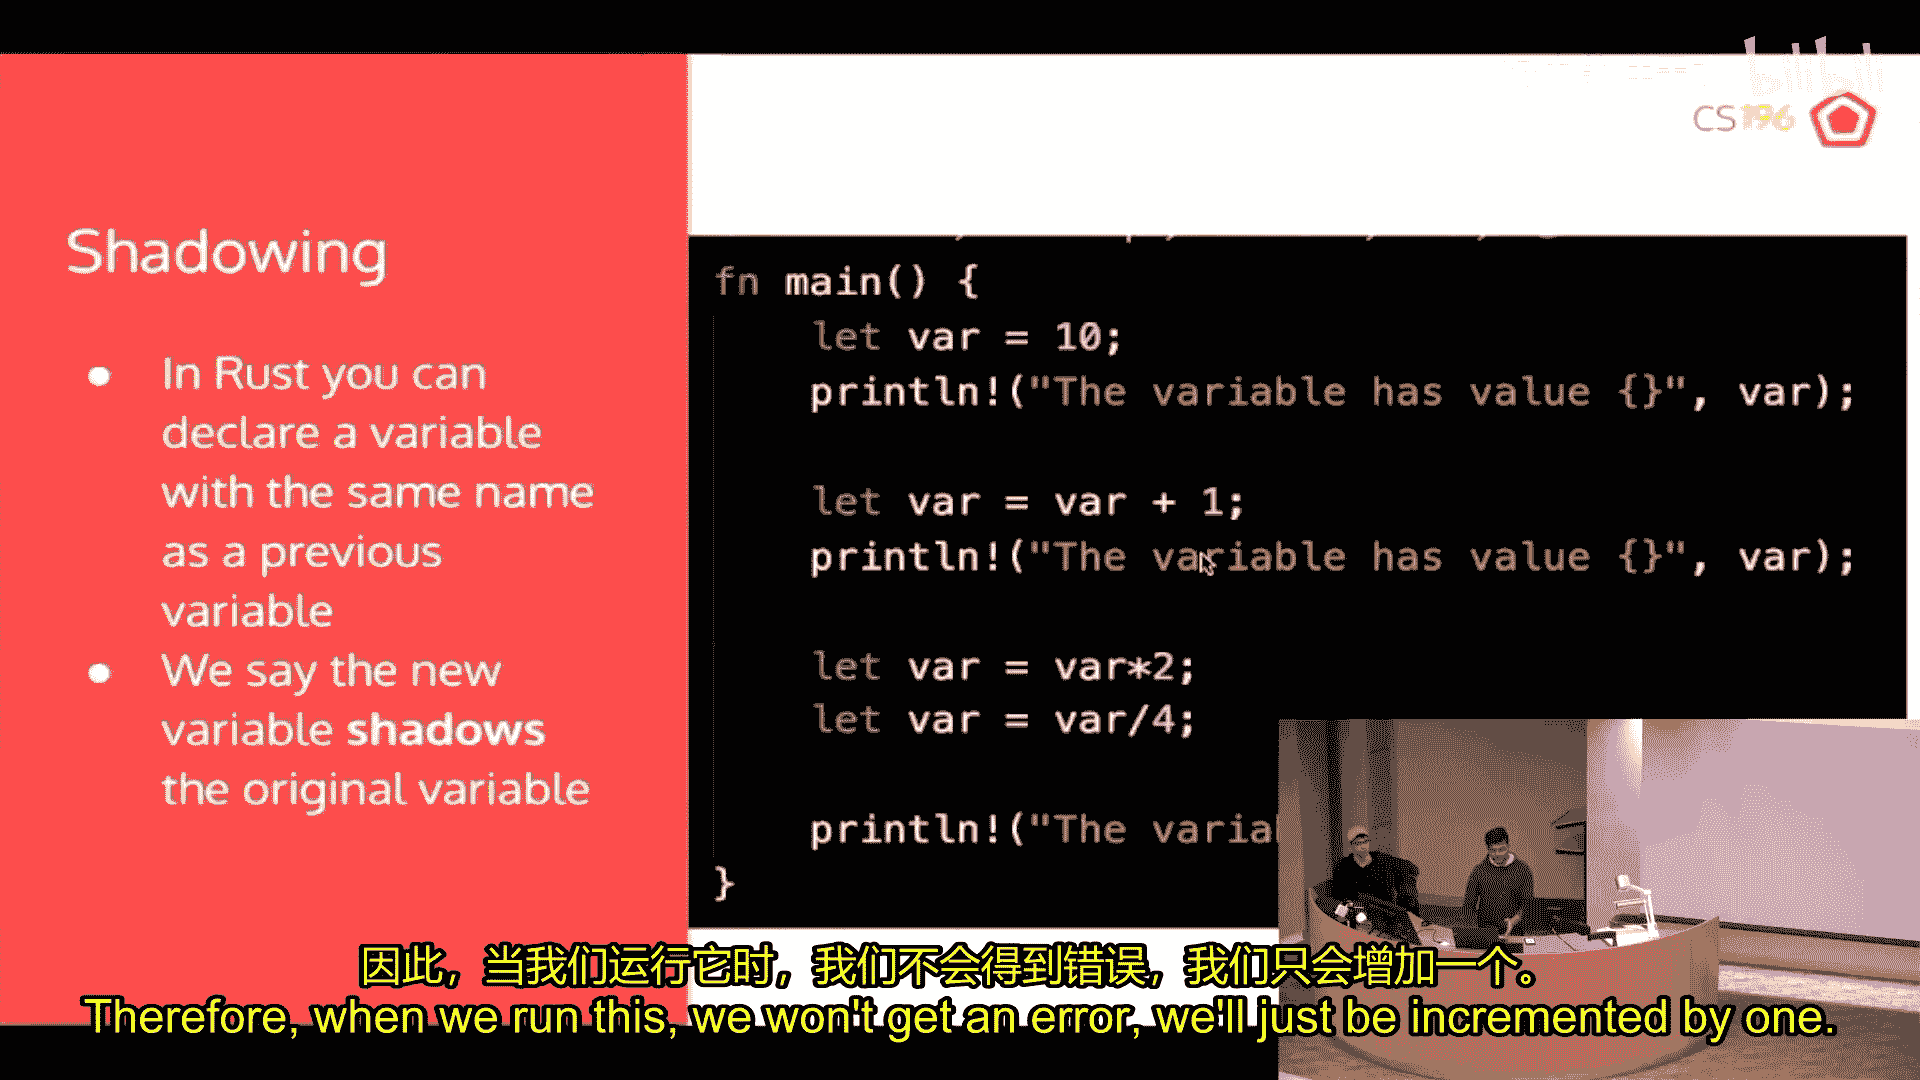 bilibili
CS196
Shadowing
In Rust you can
declare a variable
with the same name
as a previous
variable
We say the new
variable shadows
the original variable
fn main() {
let var = 10;
println!("The variable has value {}", var);
let var = var + 1;
println!("The variable has value {}", var);
let var = var*2;
let var = var/4;
println!("The varia
}
因此，当我们运行它时，我们不会得到错误，我们只会增加一个。
Therefore, when we run this, we won't get an error, we'll just be incremented by one.